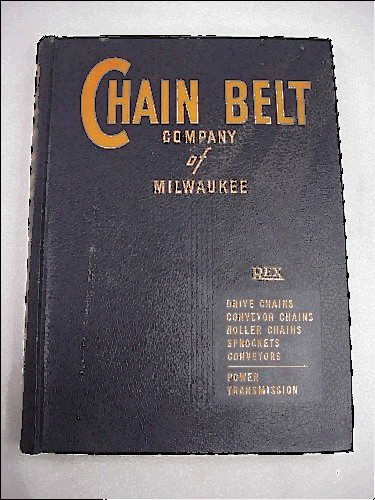 CHAIN BELT
COMPANY
of
MILWAUKEE
REX
DRIVE CHAINS
CONVEYOR CHAINS
ROLLER CHAINS
SPROCKETS
CONVEYORS
POWER
TRANSMISSION